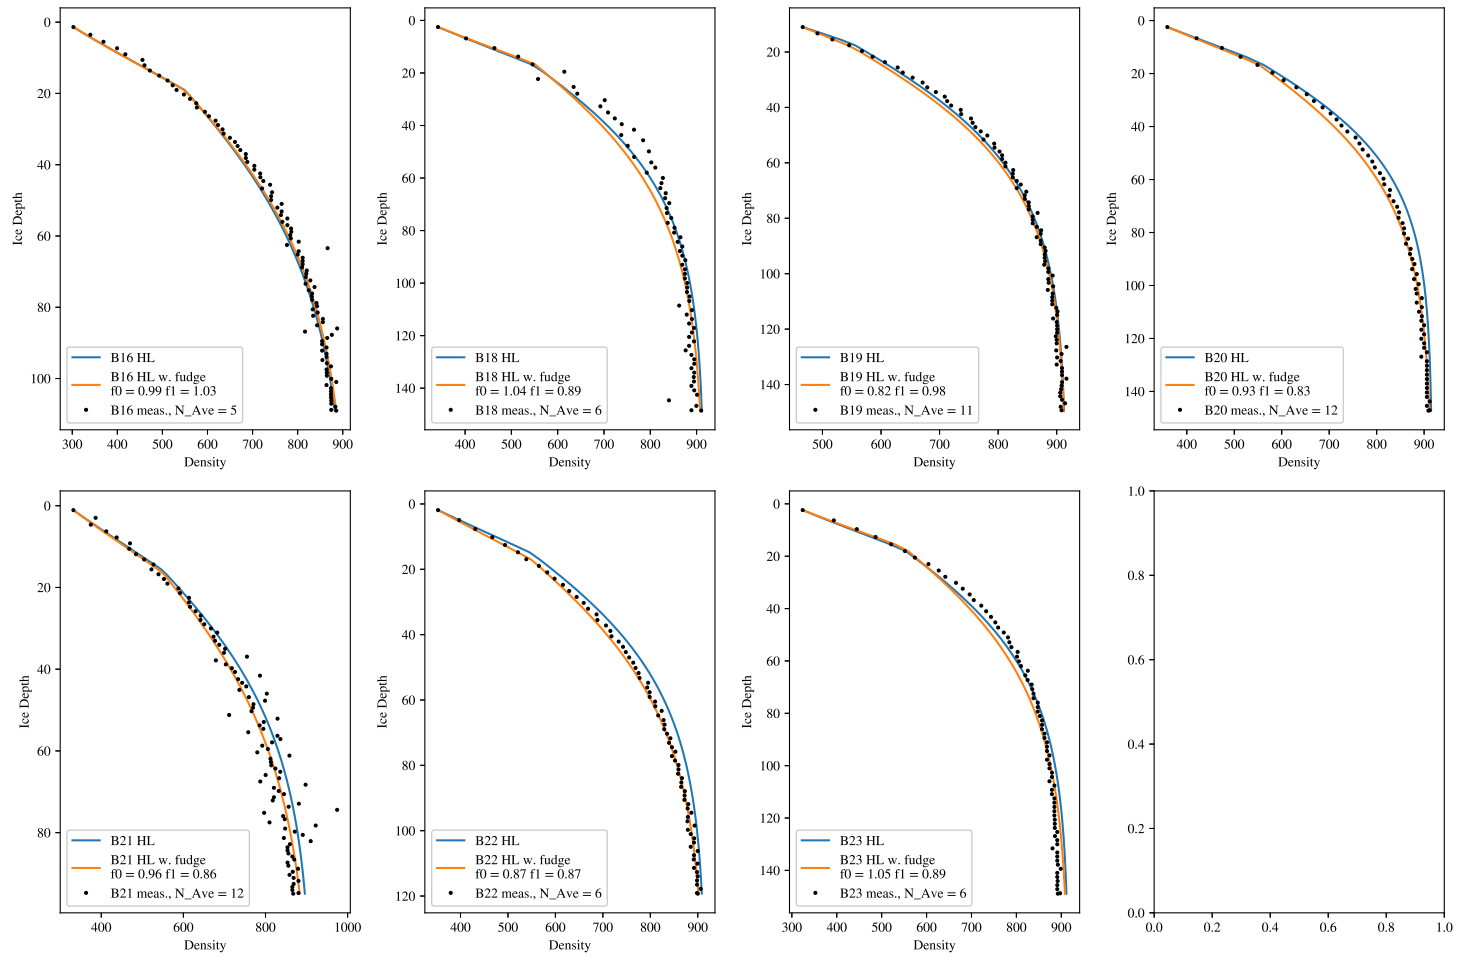 0
20
40
60
80
100
Ice Depth
B16 HL
B16 HL w. fudge
f0 = 0.99 f1 = 1.03
B16 meas., N_Ave = 5
300 400 500 600 700 800 900
Density
0
20
40
60
80
100
120
140
Ice Depth
B18 HL
B18 HL w. fudge
f0 = 1.04 f1 = 0.89
B18 meas., N_Ave = 6
400 500 600 700 800 900
Density
20
40
60
80
100
120
140
Ice Depth
B19 HL
B19 HL w. fudge
f0 = 0.82 f1 = 0.98
B19 meas., N_Ave = 11
500 600 700 800 900
Density
0
20
40
60
80
100
120
140
Ice Depth
B20 HL
B20 HL w. fudge
f0 = 0.93 f1 = 0.83
B20 meas., N_Ave = 12
400 500 600 700 800 900
Density
0
20
40
60
80
Ice Depth
B21 HL
B21 HL w. fudge
f0 = 0.96 f1 = 0.86
B21 meas., N_Ave = 12
400 600 800 1000
Density
0
20
40
60
80
100
120
Ice Depth
B22 HL
B22 HL w. fudge
f0 = 0.87 f1 = 0.87
B22 meas., N_Ave = 6
400 500 600 700 800 900
Density
0
20
40
60
80
100
120
140
Ice Depth
B23 HL
B23 HL w. fudge
f0 = 1.05 f1 = 0.89
B23 meas., N_Ave = 6
300 400 500 600 700 800 900
Density
1.0
0.8
0.6
0.4
0.2
0.0
0.0 0.2 0.4 0.6 0.8 1.0